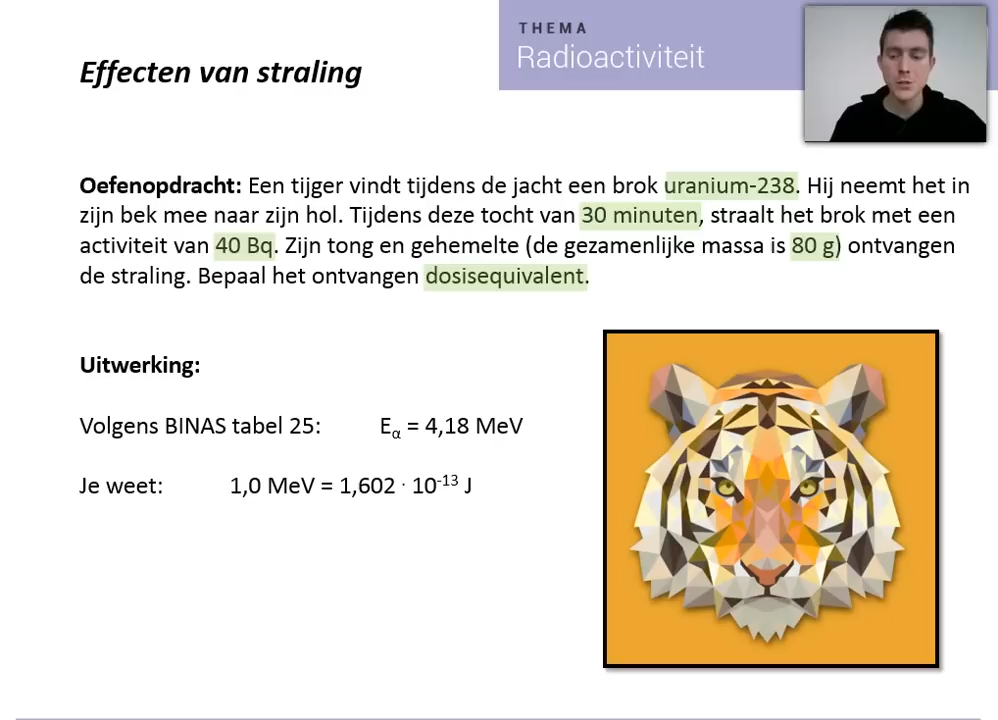 THEMA
Radioactiviteit
Effecten van straling
Oefenopdracht: Een tijger vindt tijdens de jacht een brok uranium-238. Hij neemt het in
zijn bek mee naar zijn hol. Tijdens deze tocht van 30 minuten, straalt het brok met een
activiteit van 40 Bq. Zijn tong en gehemelte (de gezamenlijke massa is 80 g) ontvangen
de straling. Bepaal het ontvangen dosisequivalent.
Uitwerking:
Volgens BINAS tabel 25: Eα = 4,18 MeV
Je weet: 1,0 MeV = 1,602 · 10⁻¹³ J